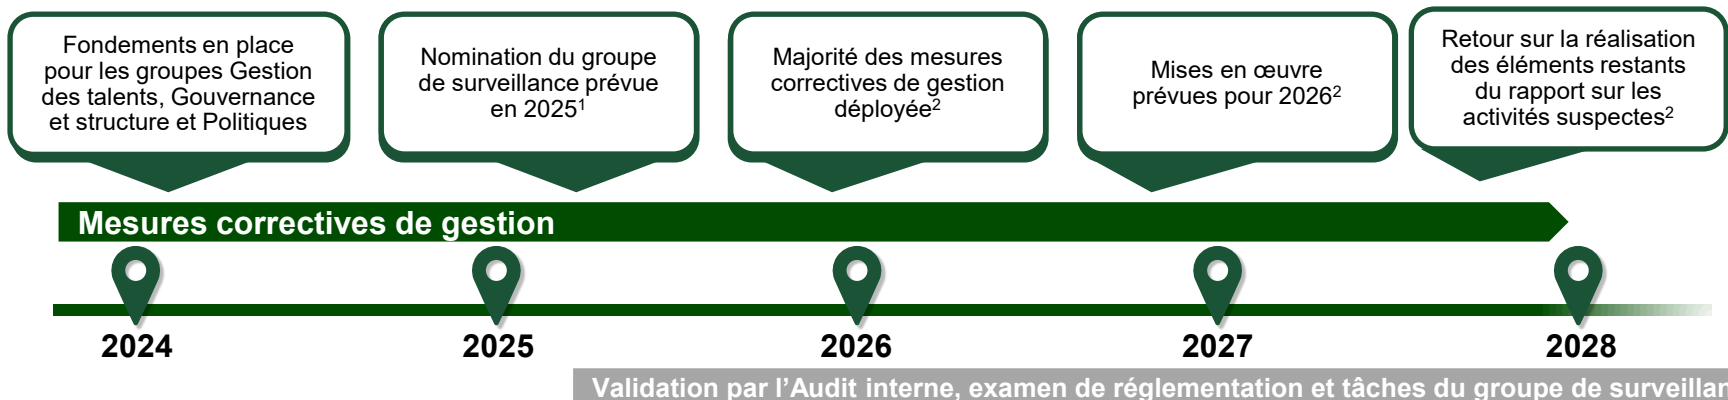 Fondements en place
pour les groupes Gestion
des talents, Gouvernance
et structure et Politiques
Nomination du groupe
de surveillance prévue
en 2025¹
Majorité des mesures
correctives de gestion
déployée²
Mises en œuvre
prévues pour 2026²
Retour sur la réalisation
des éléments restants
du rapport sur les
activités suspectes²
Mesures correctives de gestion
2024
2025
2026
2027
2028
Validation par l’Audit interne, examen de réglementation et tâches du groupe de